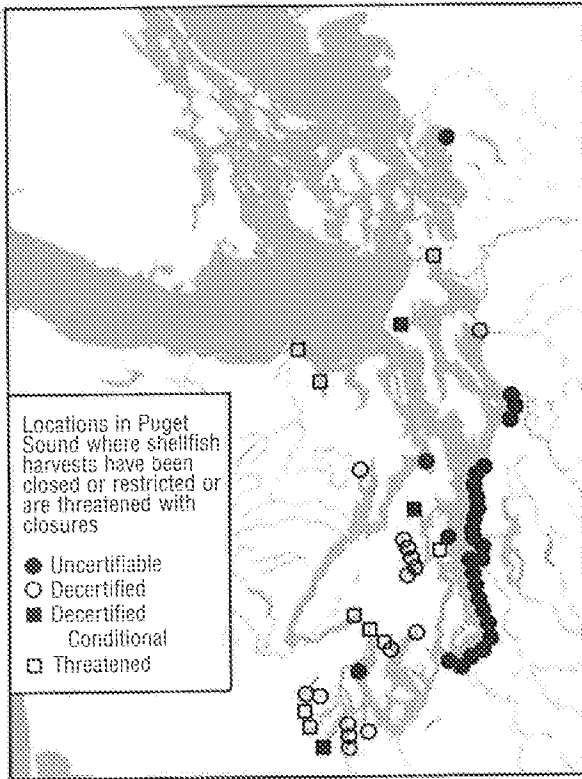 Locations in Puget
Sound where shellfish
harvests have been
closed or restricted or
are threatened with
closures
Uncertifiable
Decertified
Decertified
Conditional
Threatened